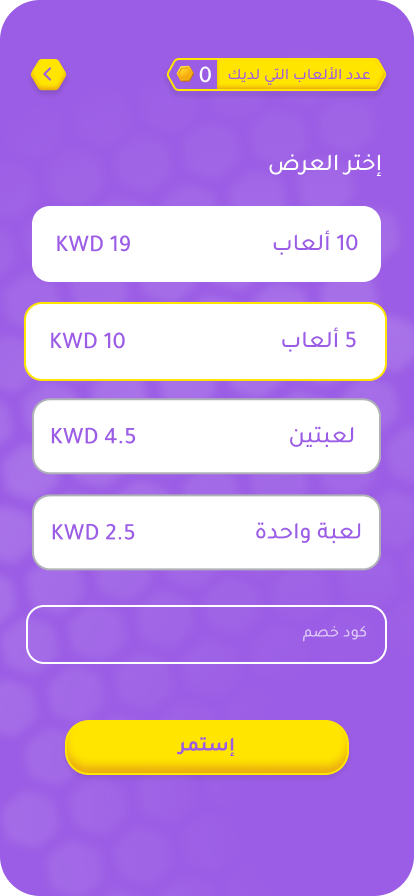 عدد الألعاب التي لديك 0
إختر العرض
10 ألعاب KWD 19
5 ألعاب KWD 10
لعبتين KWD 4.5
لعبة واحدة KWD 2.5
كود خصم
إستمر